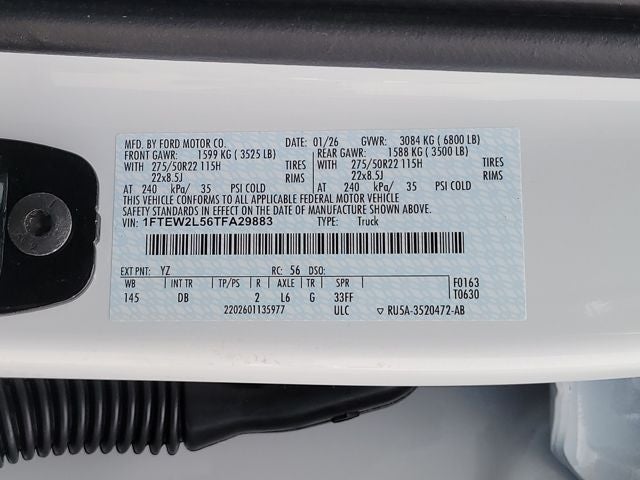 MFD. BY FORD MOTOR CO. DATE: 01/26 GVWR: 3084 KG ( 6800 LB)
FRONT GAWR: 1599 KG ( 3525 LB) REAR GAWR: 1588 KG ( 3500 LB)
WITH 275/50R22 115H TIRES WITH 275/50R22 115H TIRES
22x8.5J RIMS 22x8.5J RIMS
AT 240 kPa/ 35 PSI COLD AT 240 kPa/ 35 PSI COLD
THIS VEHICLE CONFORMS TO ALL APPLICABLE FEDERAL MOTOR VEHICLE SAFETY
STANDARDS IN EFFECT ON THE DATE OF MANUFACTURE SHOWN ABOVE.
VIN: 1FTEW2L56TFA29883 TYPE: Truck
EXT PNT: YZ RC: 56 DSO:
WB INT TR TP/PS R AXLE TR SPR F0163
145 DB 2 L6 G 33FF T0630
2202601135977 ULC ▽ RU5A-3520472-AB